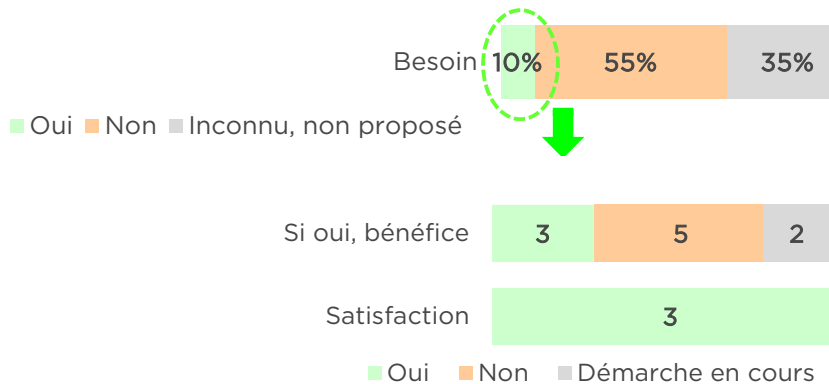 Besoin 10% 55% 35%
Oui Non Inconnu, non proposé
Si oui, bénéfice 3 5 2
Satisfaction 3
Oui Non Démarche en cours